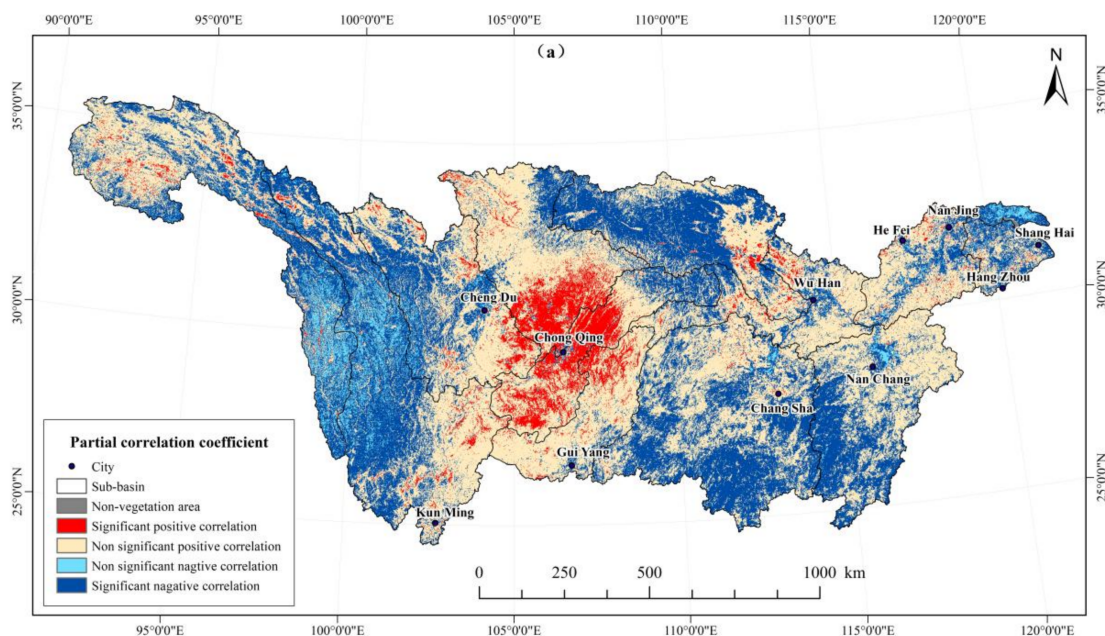 90°0'0"E 95°0'0"E 100°0'0"E 105°0'0"E 110°0'0"E 115°0'0"E 120°0'0"E
(a)
N
35°0'0"N 35°0'0"N
Nan Jing
He Fei
Shang Hai
Hang Zhou
30°0'0"N 30°0'0"N
Cheng Du
Wu Han
Chong Qing
Nan Chang
Chang Sha
Gui Yang
25°0'0"N 25°0'0"N
Kun Ming
Partial correlation coefficient
City
Sub-basin
Non-vegetation area
Significant positive correlation
Non significant positive correlation
Non significant nagtive correlation
Significant nagative correlation
0 250 500 1000 km
95°0'0"E 100°0'0"E 105°0'0"E 110°0'0"E 115°0'0"E 120°0'0"E